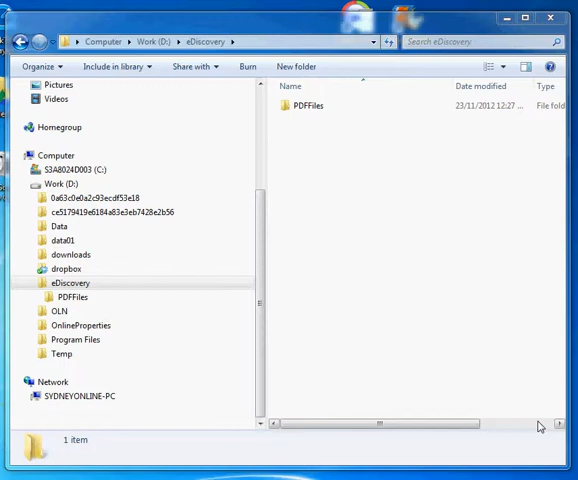 Computer ▸ Work (D:) ▸ eDiscovery ▸
Search eDiscovery
Organize Include in library Share with Burn New folder
Name Date modified Type
PDFFiles 23/11/2012 12:27 ... File fold
Pictures
Videos
Homegroup
Computer
S3A8024D003 (C:)
Work (D:)
0a63c0e0a2c93ecdf53e18
ce5179419e6184a83e3eb7428e2b56
Data
data01
downloads
dropbox
eDiscovery
PDFFiles
OLN
OnlineProperties
Program Files
Temp
Network
SYDNEYONLINE-PC
1 item